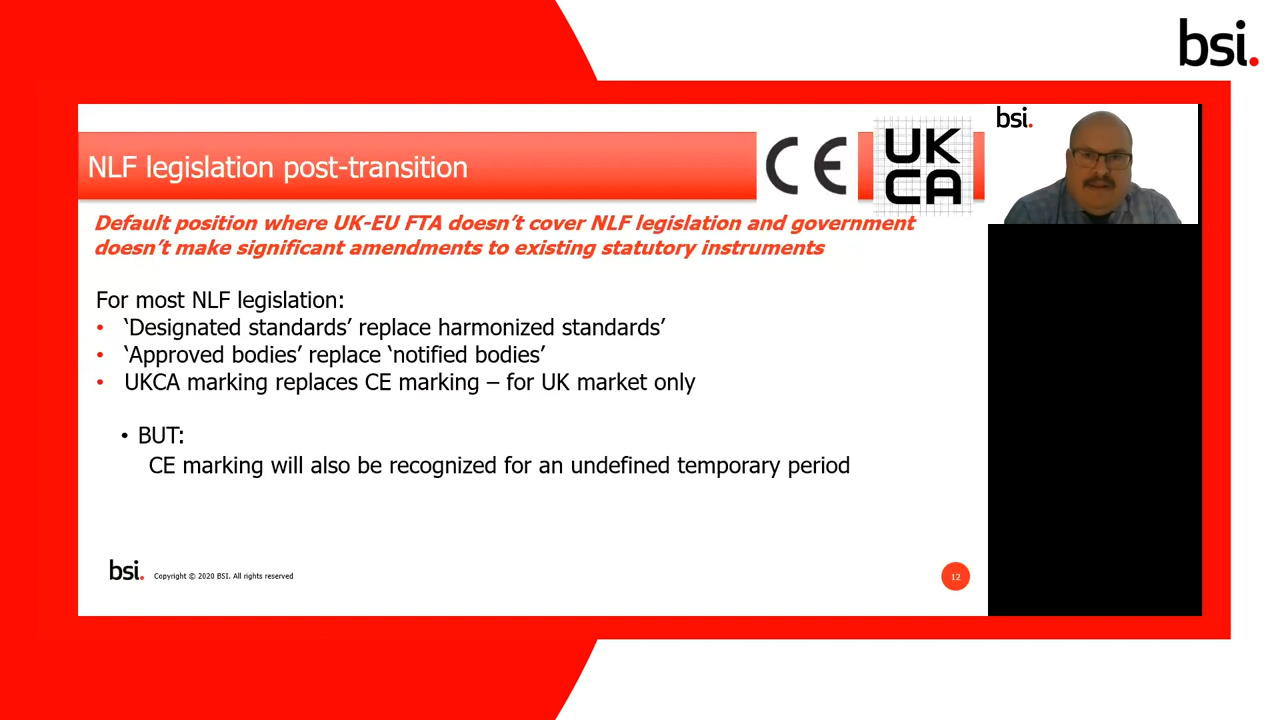 bsi.
NLF legislation post-transition
CE
UK
CA
bsi.
Default position where UK-EU FTA doesn’t cover NLF legislation and government
doesn’t make significant amendments to existing statutory instruments
For most NLF legislation:
• ‘Designated standards’ replace harmonized standards’
• ‘Approved bodies’ replace ‘notified bodies’
• UKCA marking replaces CE marking – for UK market only
• BUT:
CE marking will also be recognized for an undefined temporary period
bsi. Copyright © 2020 BSI. All rights reserved
12